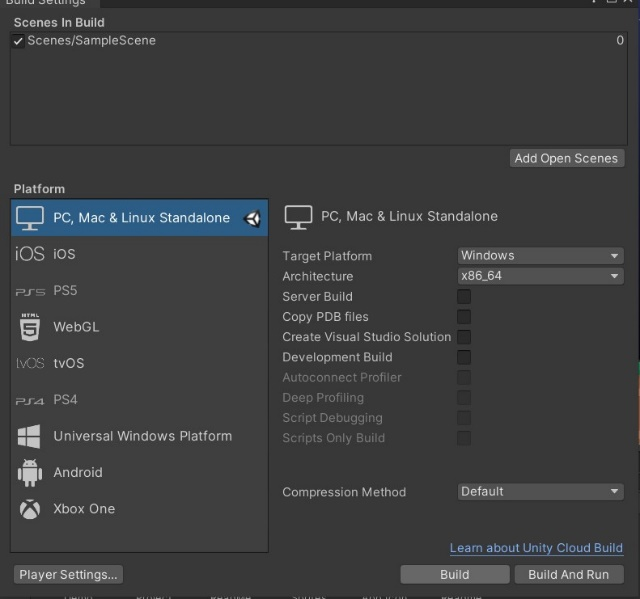 Build Settings
Scenes In Build
Scenes/SampleScene 0
Add Open Scenes
Platform
PC, Mac & Linux Standalone
iOS iOS
PS5 PS5
HTML 5 WebGL
tvOS tvOS
PS4 PS4
Universal Windows Platform
Android
Xbox One
PC, Mac & Linux Standalone
Target Platform Windows
Architecture x86_64
Server Build
Copy PDB files
Create Visual Studio Solution
Development Build
Autoconnect Profiler
Deep Profiling
Script Debugging
Scripts Only Build
Compression Method Default
Learn about Unity Cloud Build
Player Settings... Build Build And Run